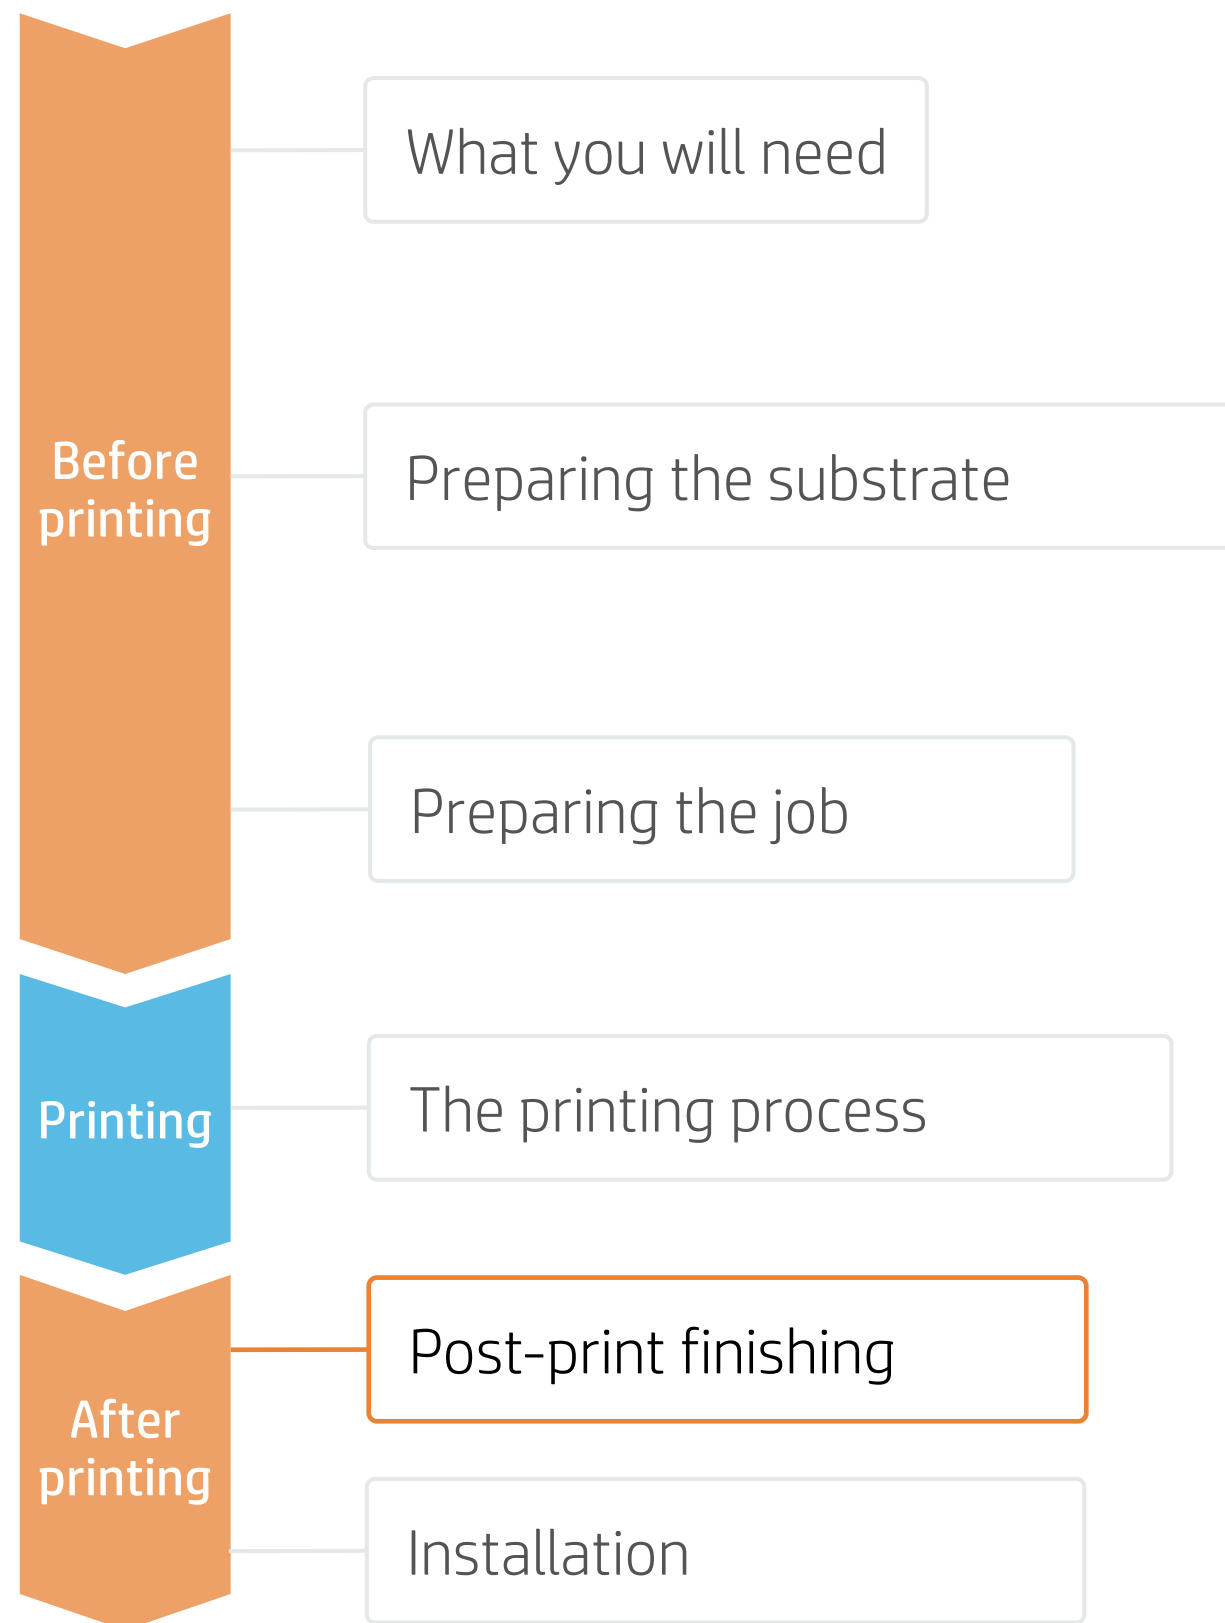 What you will need
Before
printing
Preparing the substrate
Preparing the job
Printing
The printing process
Post-print finishing
After
printing
Installation